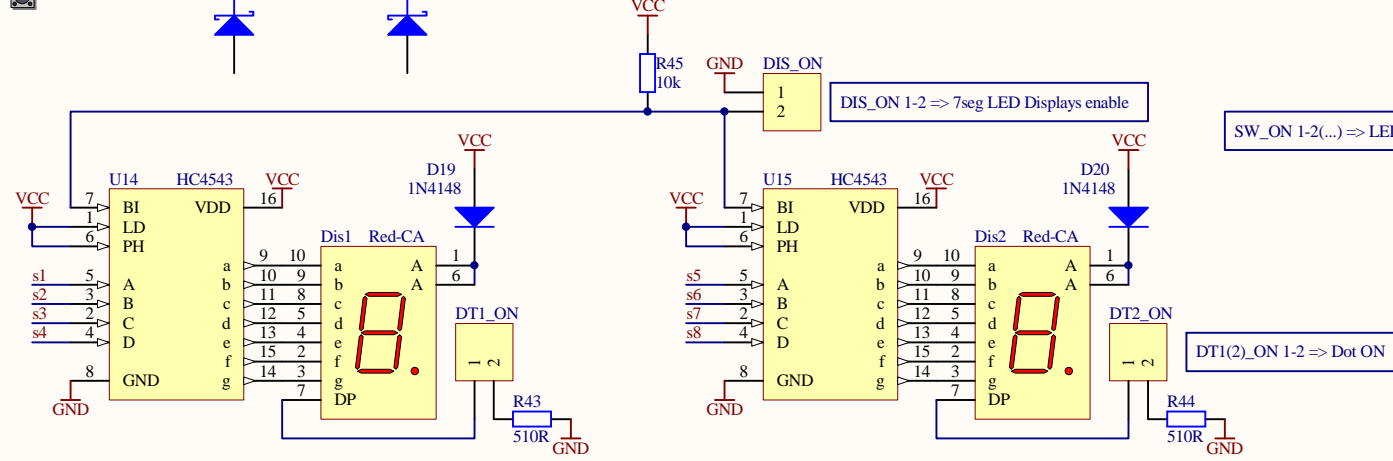 VCC
R45
10k
GND
DIS_ON
1
2
DIS_ON 1-2 => 7seg LED Displays enable
SW_ON 1-2(...) => LE
U14 HC4543
VCC
7 BI
1 LD
6 PH
VDD 16
VCC
s1 5 A
s2 3 B
s3 2 C
s4 4 D
8 GND
GND
a 9 10 a
b 10 9 b
c 11 8 c
d 12 5 d
e 13 4 e
f 15 2 f
g 14 3 g
7 DP
Dis1 Red-CA
A 1
A 6
VCC
D19
1N4148
DT1_ON
1
2
R43
510R
GND
U15 HC4543
VCC
7 BI
1 LD
6 PH
VDD 16
VCC
s5 5 A
s6 3 B
s7 2 C
s8 4 D
8 GND
GND
a 9 10 a
b 10 9 b
c 11 8 c
d 12 5 d
e 13 4 e
f 15 2 f
g 14 3 g
7 DP
Dis2 Red-CA
A 1
A 6
VCC
D20
1N4148
DT2_ON
1
2
R44
510R
GND
DT1(2)_ON 1-2 => Dot ON